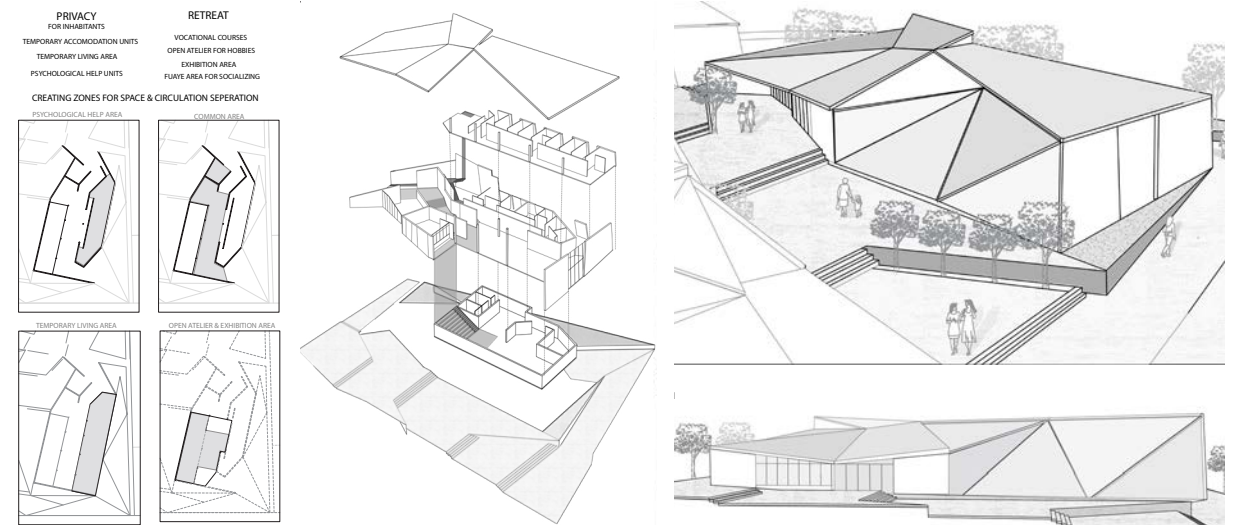 PRIVACY
FOR INHABITANTS
TEMPORARY ACCOMODATION UNITS
TEMPORARY LIVING AREA
PSYCHOLOGICAL HELP UNITS
RETREAT
VOCATIONAL COURSES
OPEN ATELIER FOR HOBBIES
EXHIBITION AREA
FUAYE AREA FOR SOCIALIZING
CREATING ZONES FOR SPACE & CIRCULATION SEPERATION
PSYCHOLOGICAL HELP AREA
COMMON AREA
TEMPORARY LIVING AREA
OPEN ATELIER & EXHIBITION AREA